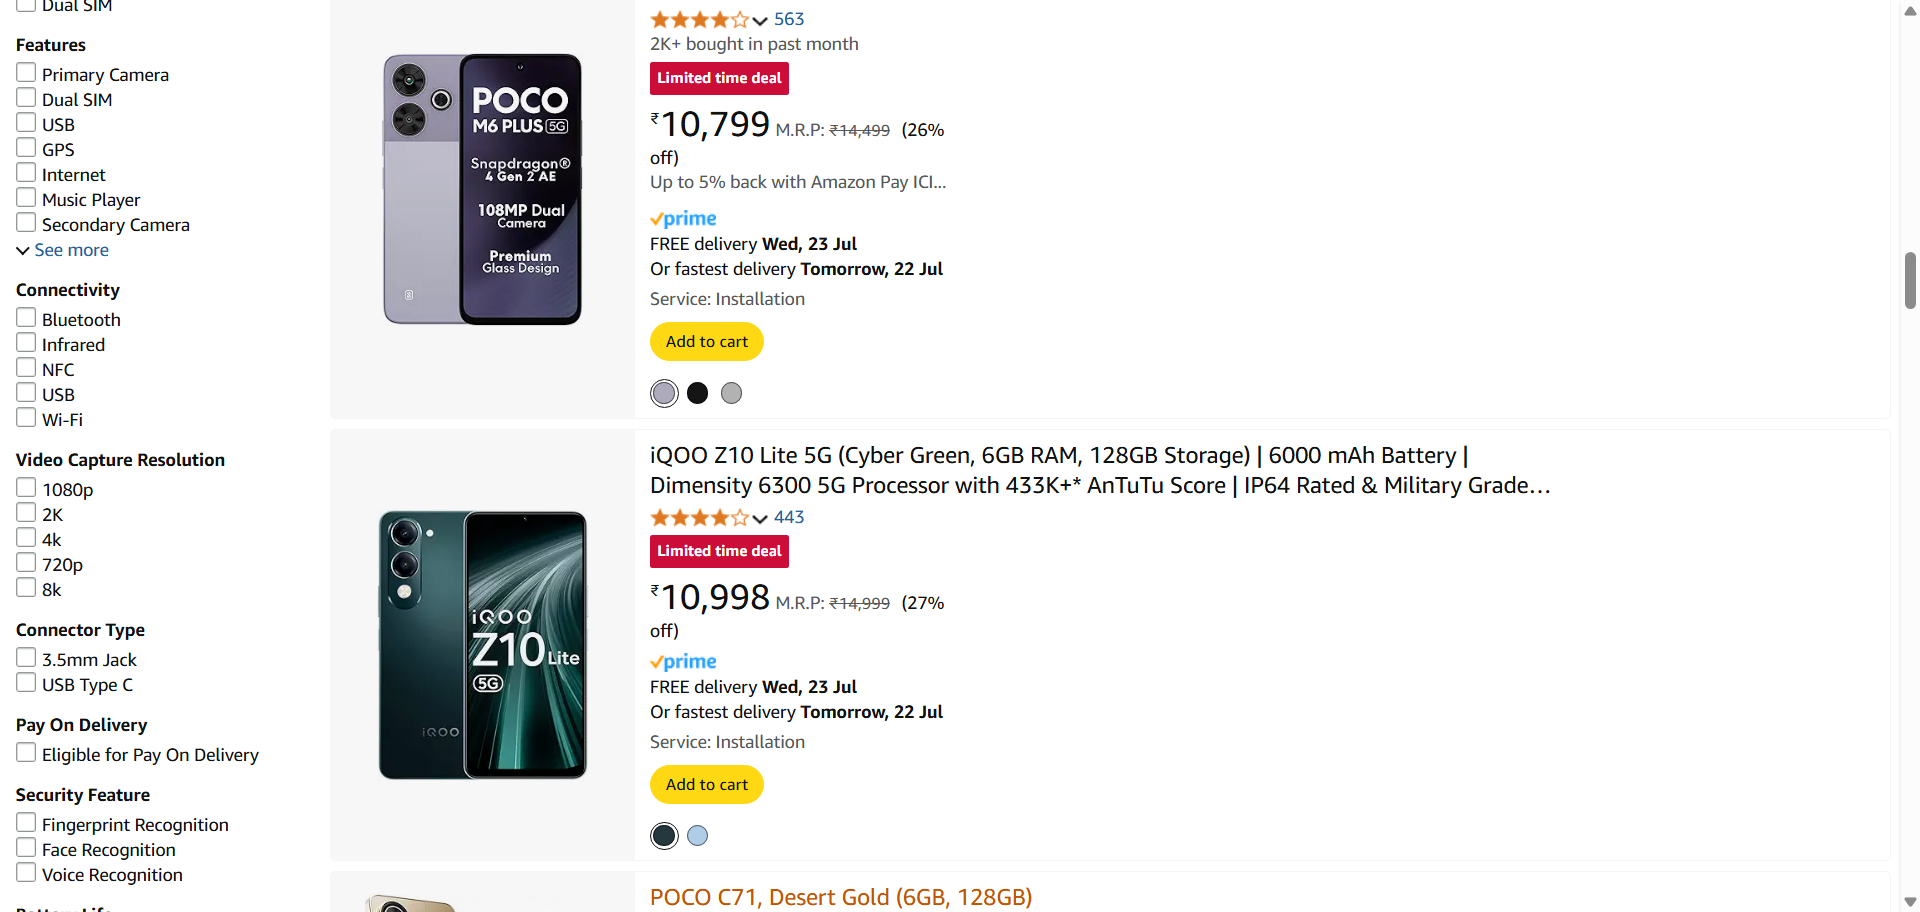 Dual SIM
Features
Primary Camera
Dual SIM
USB
GPS
Internet
Music Player
Secondary Camera
See more
Connectivity
Bluetooth
Infrared
NFC
USB
Wi-Fi
Video Capture Resolution
1080p
2K
4k
720p
8k
Connector Type
3.5mm Jack
USB Type C
Pay On Delivery
Eligible for Pay On Delivery
Security Feature
Fingerprint Recognition
Face Recognition
Voice Recognition
Battery Life
POCO
M6 PLUS 5G
Snapdragon®
4 Gen 2 AE
108MP Dual
Camera
Premium
Glass Design
563
2K+ bought in past month
Limited time deal
₹10,799 M.R.P: ₹14,499 (26%
off)
Up to 5% back with Amazon Pay ICI...
prime
FREE delivery Wed, 23 Jul
Or fastest delivery Tomorrow, 22 Jul
Service: Installation
Add to cart
iQOO
Z10 Lite
5G
iQOO
iQOO Z10 Lite 5G (Cyber Green, 6GB RAM, 128GB Storage) | 6000 mAh Battery |
Dimensity 6300 5G Processor with 433K+* AnTuTu Score | IP64 Rated & Military Grade…
443
Limited time deal
₹10,998 M.R.P: ₹14,999 (27%
off)
prime
FREE delivery Wed, 23 Jul
Or fastest delivery Tomorrow, 22 Jul
Service: Installation
Add to cart
POCO C71, Desert Gold (6GB, 128GB)